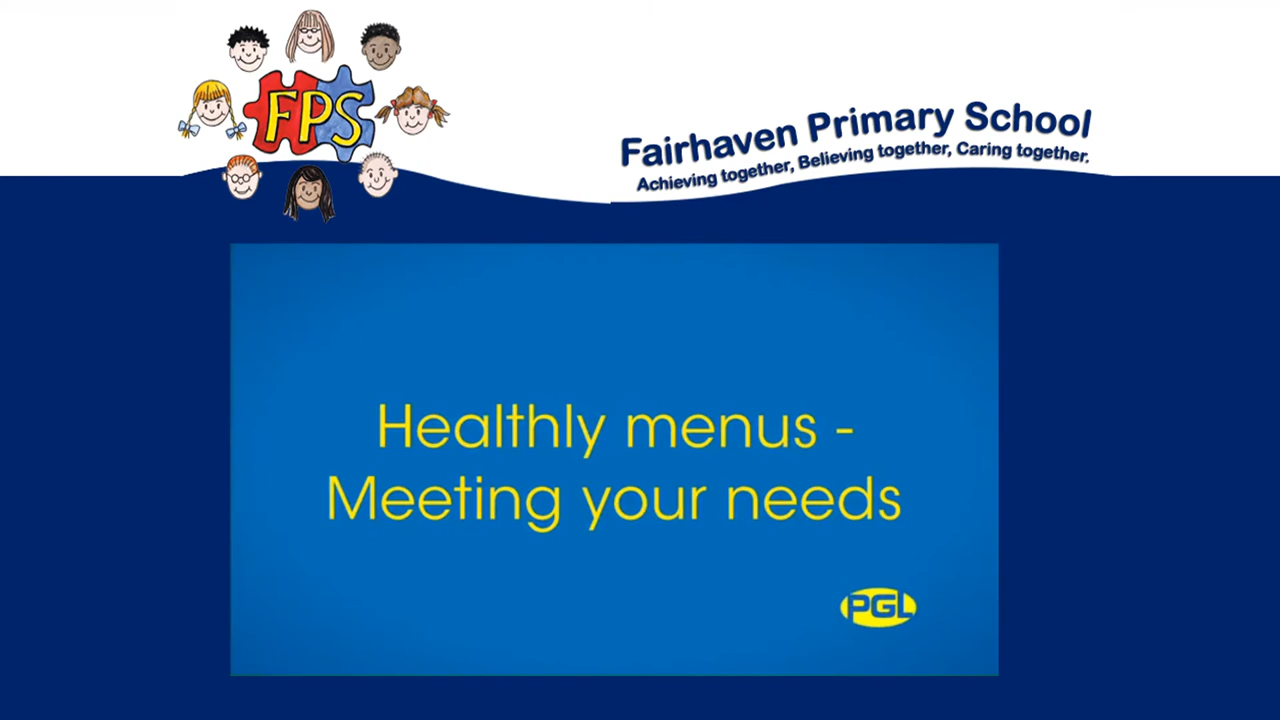 FPS
Fairhaven Primary School
Achieving together, Believing together, Caring together.
Healthly menus -
Meeting your needs
PGL